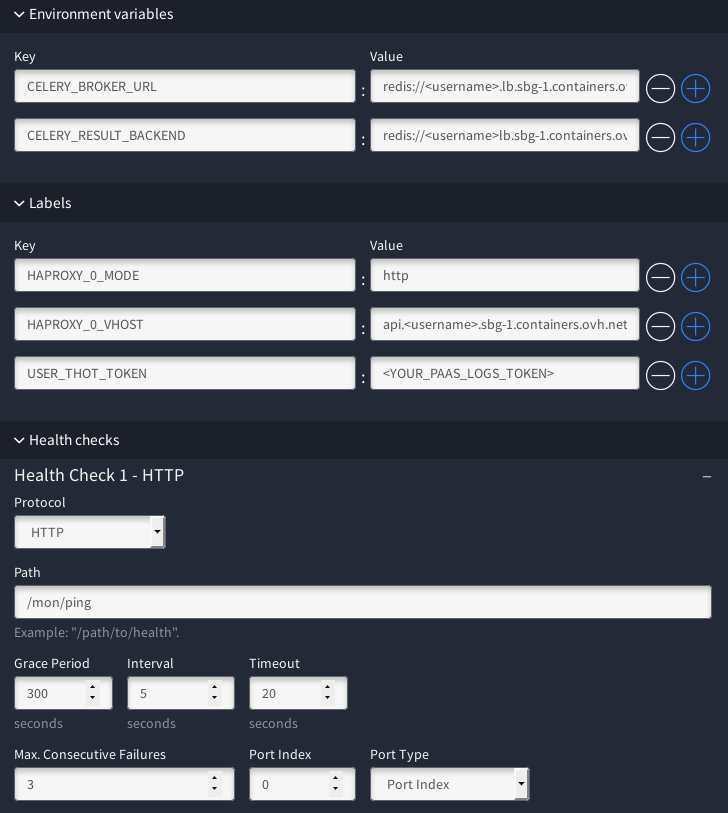 Environment variables
Key Value
CELERY_BROKER_URL : redis://<username>.lb.sbg-1.containers.o
CELERY_RESULT_BACKEND : redis://<username>lb.sbg-1.containers.ov
Labels
Key Value
HAPROXY_0_MODE : http
HAPROXY_0_VHOST : api.<username>.sbg-1.containers.ovh.net
USER_THOT_TOKEN : <YOUR_PAAS_LOGS_TOKEN>
Health checks
Health Check 1 - HTTP
Protocol
HTTP
Path
/mon/ping
Example: "/path/to/health".
Grace Period Interval Timeout
300 5 20
seconds seconds seconds
Max. Consecutive Failures Port Index Port Type
3 0 Port Index